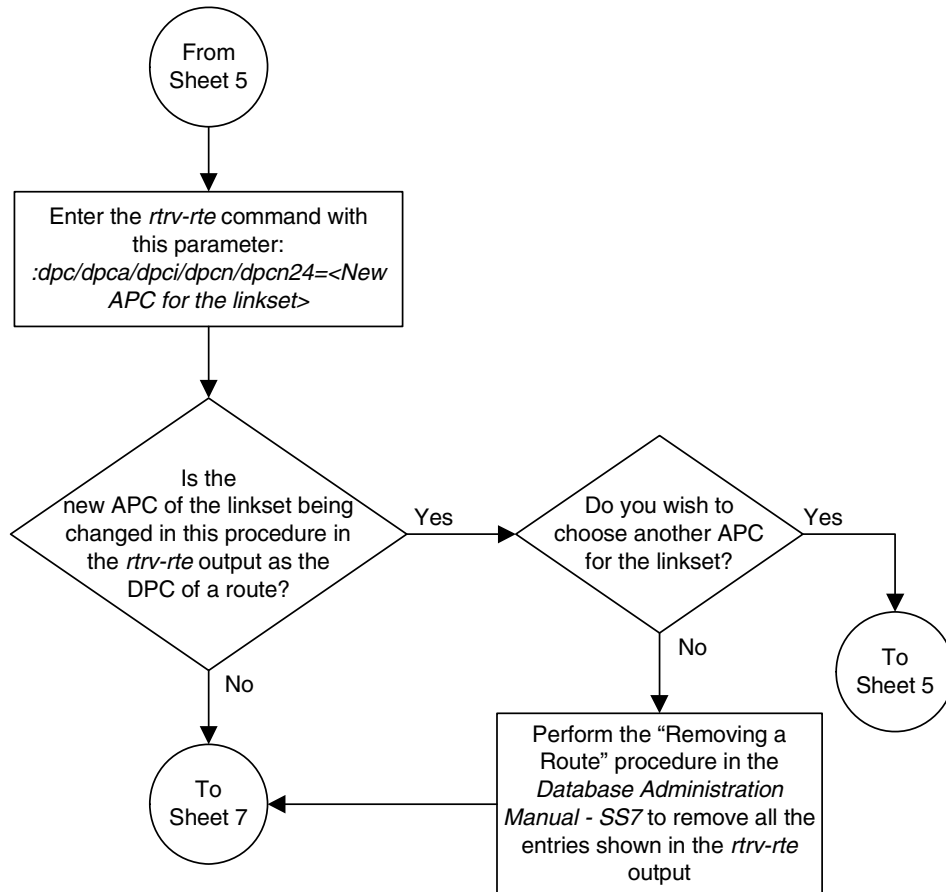 From
Sheet 5
Enter the rtrv-rte command with
this parameter:
:dpc/dpca/dpci/dpcn/dpcn24=<New
APC for the linkset>
Is the
new APC of the linkset being
changed in this procedure in
the rtrv-rte output as the
DPC of a route?
Yes
Do you wish to
choose another APC
for the linkset?
Yes
To
Sheet 5
No
No
To
Sheet 7
Perform the “Removing a
Route” procedure in the
Database Administration
Manual - SS7 to remove all the
entries shown in the rtrv-rte
output